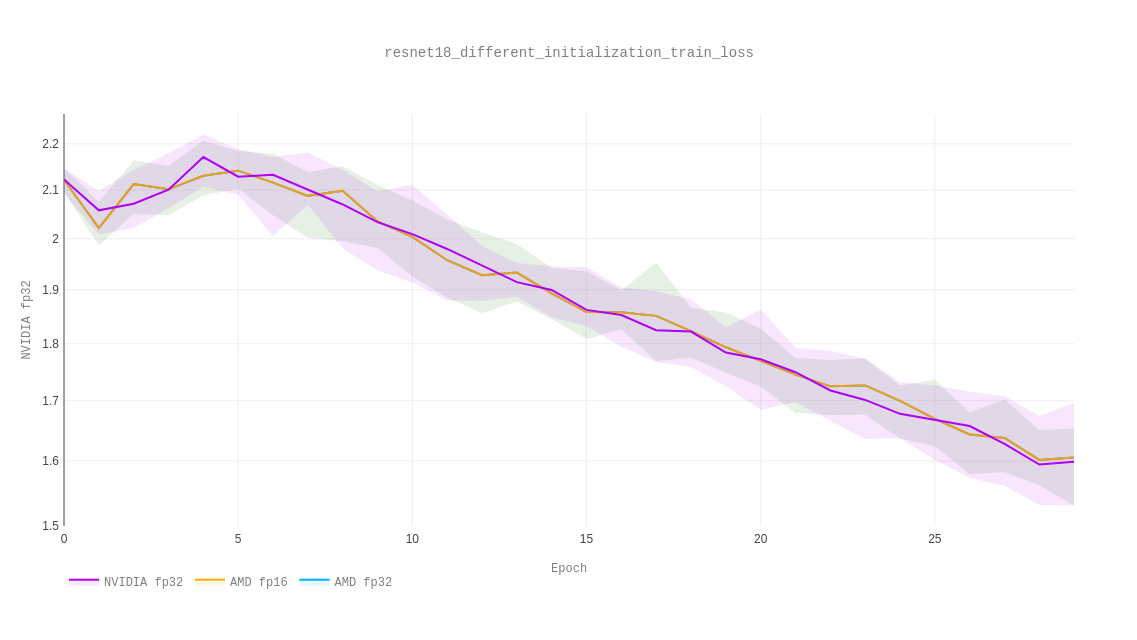 resnet18_different_initialization_train_loss
NVIDIA fp32
2.2
2.1
2
1.9
1.8
1.7
1.6
1.5
0 5 10 15 20 25
Epoch
NVIDIA fp32 AMD fp16 AMD fp32